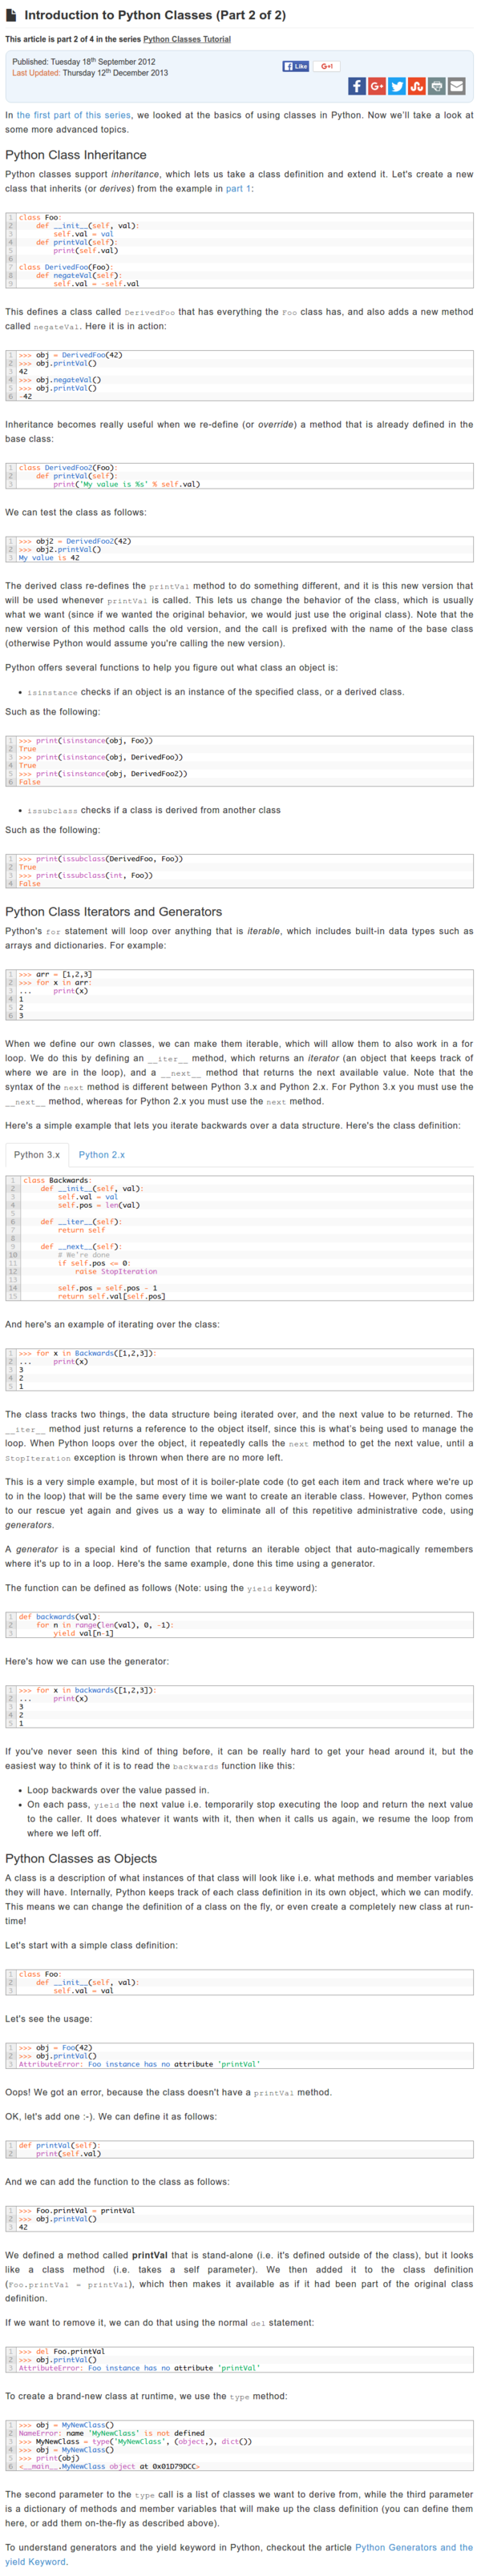 Introduction to Python Classes (Part 2 of 2)
This article is part 2 of 4 in the series Python Classes Tutorial
Published: Tuesday 18th September 2012
Last Updated: Thursday 12th December 2013
Like
G+1
In the first part of this series, we looked at the basics of using classes in Python. Now we'll take a look at
some more advanced topics.
Python Class Inheritance
Python classes support inheritance, which lets us take a class definition and extend it. Let's create a new
class that inherits (or derives) from the example in part 1:
1 class Foo:
2     def __init__(self, val):
3         self.val = val
4     def printVal(self):
5         print(self.val)
6
7 class DerivedFoo(Foo):
8     def negateVal(self):
9         self.val = -self.val
This defines a class called DerivedFoo that has everything the Foo class has, and also adds a new method
called negateVal. Here it is in action:
1 >>> obj = DerivedFoo(42)
2 >>> obj.printVal()
3 42
4 >>> obj.negateVal()
5 >>> obj.printVal()
6 -42
Inheritance becomes really useful when we re-define (or override) a method that is already defined in the
base class:
1 class DerivedFoo2(Foo):
2     def printVal(self):
3         print('My value is %s' % self.val)
We can test the class as follows:
1 >>> obj2 = DerivedFoo2(42)
2 >>> obj2.printVal()
3 My value is 42
The derived class re-defines the printVal method to do something different, and it is this new version that
will be used whenever printVal is called. This lets us change the behavior of the class, which is usually
what we want (since if we wanted the original behavior, we would just use the original class). Note that the
new version of this method calls the old version, and the call is prefixed with the name of the base class
(otherwise Python would assume you're calling the new version).
Python offers several functions to help you figure out what class an object is:
• isinstance checks if an object is an instance of the specified class, or a derived class.
Such as the following:
1 >>> print(isinstance(obj, Foo))
2 True
3 >>> print(isinstance(obj, DerivedFoo))
4 True
5 >>> print(isinstance(obj, DerivedFoo2))
6 False
• issubclass checks if a class is derived from another class
Such as the following:
1 >>> print(issubclass(DerivedFoo, Foo))
2 True
3 >>> print(issubclass(int, Foo))
4 False
Python Class Iterators and Generators
Python's for statement will loop over anything that is iterable, which includes built-in data types such as
arrays and dictionaries. For example:
1 >>> arr = [1,2,3]
2 >>> for x in arr:
3 ...     print(x)
4 1
5 2
6 3
When we define our own classes, we can make them iterable, which will allow them to also work in a for
loop. We do this by defining an __iter__ method, which returns an iterator (an object that keeps track of
where we are in the loop), and a __next__ method that returns the next available value. Note that the
syntax of the next method is different between Python 3.x and Python 2.x. For Python 3.x you must use the
__next__ method, whereas for Python 2.x you must use the next method.
Here's a simple example that lets you iterate backwards over a data structure. Here's the class definition:
Python 3.x Python 2.x
1 class Backwards:
2     def __init__(self, val):
3         self.val = val
4         self.pos = len(val)
5
6     def __iter__(self):
7         return self
8
9     def __next__(self):
10         # We're done
11         if self.pos <= 0:
12             raise StopIteration
13
14         self.pos = self.pos - 1
15         return self.val[self.pos]
And here's an example of iterating over the class:
1 >>> for x in Backwards([1,2,3]):
2 ...     print(x)
3 3
4 2
5 1
The class tracks two things, the data structure being iterated over, and the next value to be returned. The
__iter__ method just returns a reference to the object itself, since this is what's being used to manage the
loop. When Python loops over the object, it repeatedly calls the next method to get the next value, until a
StopIteration exception is thrown when there are no more left.
This is a very simple example, but most of it is boiler-plate code (to get each item and track where we're up
to in the loop) that will be the same every time we want to create an iterable class. However, Python comes
to our rescue yet again and gives us a way to eliminate all of this repetitive administrative code, using
generators.
A generator is a special kind of function that returns an iterable object that auto-magically remembers
where it's up to in a loop. Here's the same example, done this time using a generator.
The function can be defined as follows (Note: using the yield keyword):
1 def backwards(val):
2     for n in range(len(val), 0, -1):
3         yield val[n-1]
Here's how we can use the generator:
1 >>> for x in backwards([1,2,3]):
2 ...     print(x)
3 3
4 2
5 1
If you've never seen this kind of thing before, it can be really hard to get your head around it, but the
easiest way to think of it is to read the backwards function like this:
• Loop backwards over the value passed in.
• On each pass, yield the next value i.e. temporarily stop executing the loop and return the next value
to the caller. It does whatever it wants with it, then when it calls us again, we resume the loop from
where we left off.
Python Classes as Objects
A class is a description of what instances of that class will look like i.e. what methods and member variables
they will have. Internally, Python keeps track of each class definition in its own object, which we can modify.
This means we can change the definition of a class on the fly, or even create a completely new class at run-
time!
Let's start with a simple class definition:
1 class Foo:
2     def __init__(self, val):
3         self.val = val
Let's see the usage:
1 >>> obj = Foo(42)
2 >>> obj.printVal()
3 AttributeError: Foo instance has no attribute 'printVal'
Oops! We got an error, because the class doesn't have a printVal method.
OK, let's add one :-). We can define it as follows:
1 def printVal(self):
2     print(self.val)
And we can add the function to the class as follows:
1 >>> Foo.printVal = printVal
2 >>> obj.printVal()
3 42
We defined a method called printVal that is stand-alone (i.e. it's defined outside of the class), but it looks
like a class method (i.e. takes a self parameter). We then added it to the class definition
(Foo.printVal = printVal), which then makes it available as if it had been part of the original class
definition.
If we want to remove it, we can do that using the normal del statement:
1 >>> del Foo.printVal
2 >>> obj.printVal()
3 AttributeError: Foo instance has no attribute 'printVal'
To create a brand-new class at runtime, we use the type method:
1 >>> obj = MyNewClass()
2 NameError: name 'MyNewClass' is not defined
3 >>> MyNewClass = type('MyNewClass', (object,), dict())
4 >>> obj = MyNewClass()
5 >>> print(obj)
6 <__main__.MyNewClass object at 0x01D79DCC>
The second parameter to the type call is a list of classes we want to derive from, while the third parameter
is a dictionary of methods and member variables that will make up the class definition (you can define them
here, or add them on-the-fly as described above).
To understand generators and the yield keyword in Python, checkout the article Python Generators and the
yield Keyword.